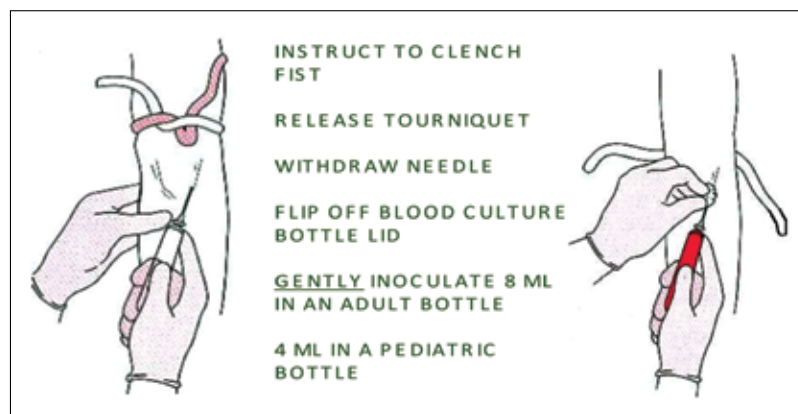 INSTRUCT TO CLENCH
FIST
RELEASE TOURNIQUET
WITHDRAW NEEDLE
FLIP OFF BLOOD CULTURE
BOTTLE LID
GENTLY INOCULATE 8 ML
IN AN ADULT BOTTLE
4 ML IN A PEDIATRIC
BOTTLE